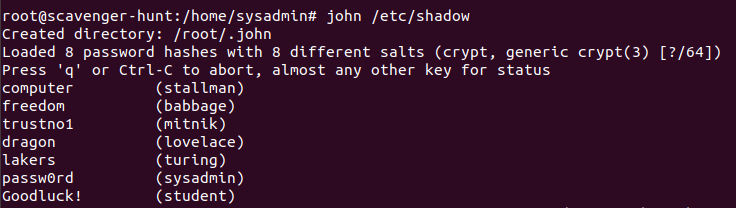 root@scavenger-hunt:/home/sysadmin# john /etc/shadow
Created directory: /root/.john
Loaded 8 password hashes with 8 different salts (crypt, generic crypt(3) [?/64])
Press 'q' or Ctrl-C to abort, almost any other key for status
computer         (stallman)
freedom          (babbage)
trustno1         (mitnik)
dragon           (lovelace)
lakers           (turing)
passw0rd         (sysadmin)
Goodluck!        (student)